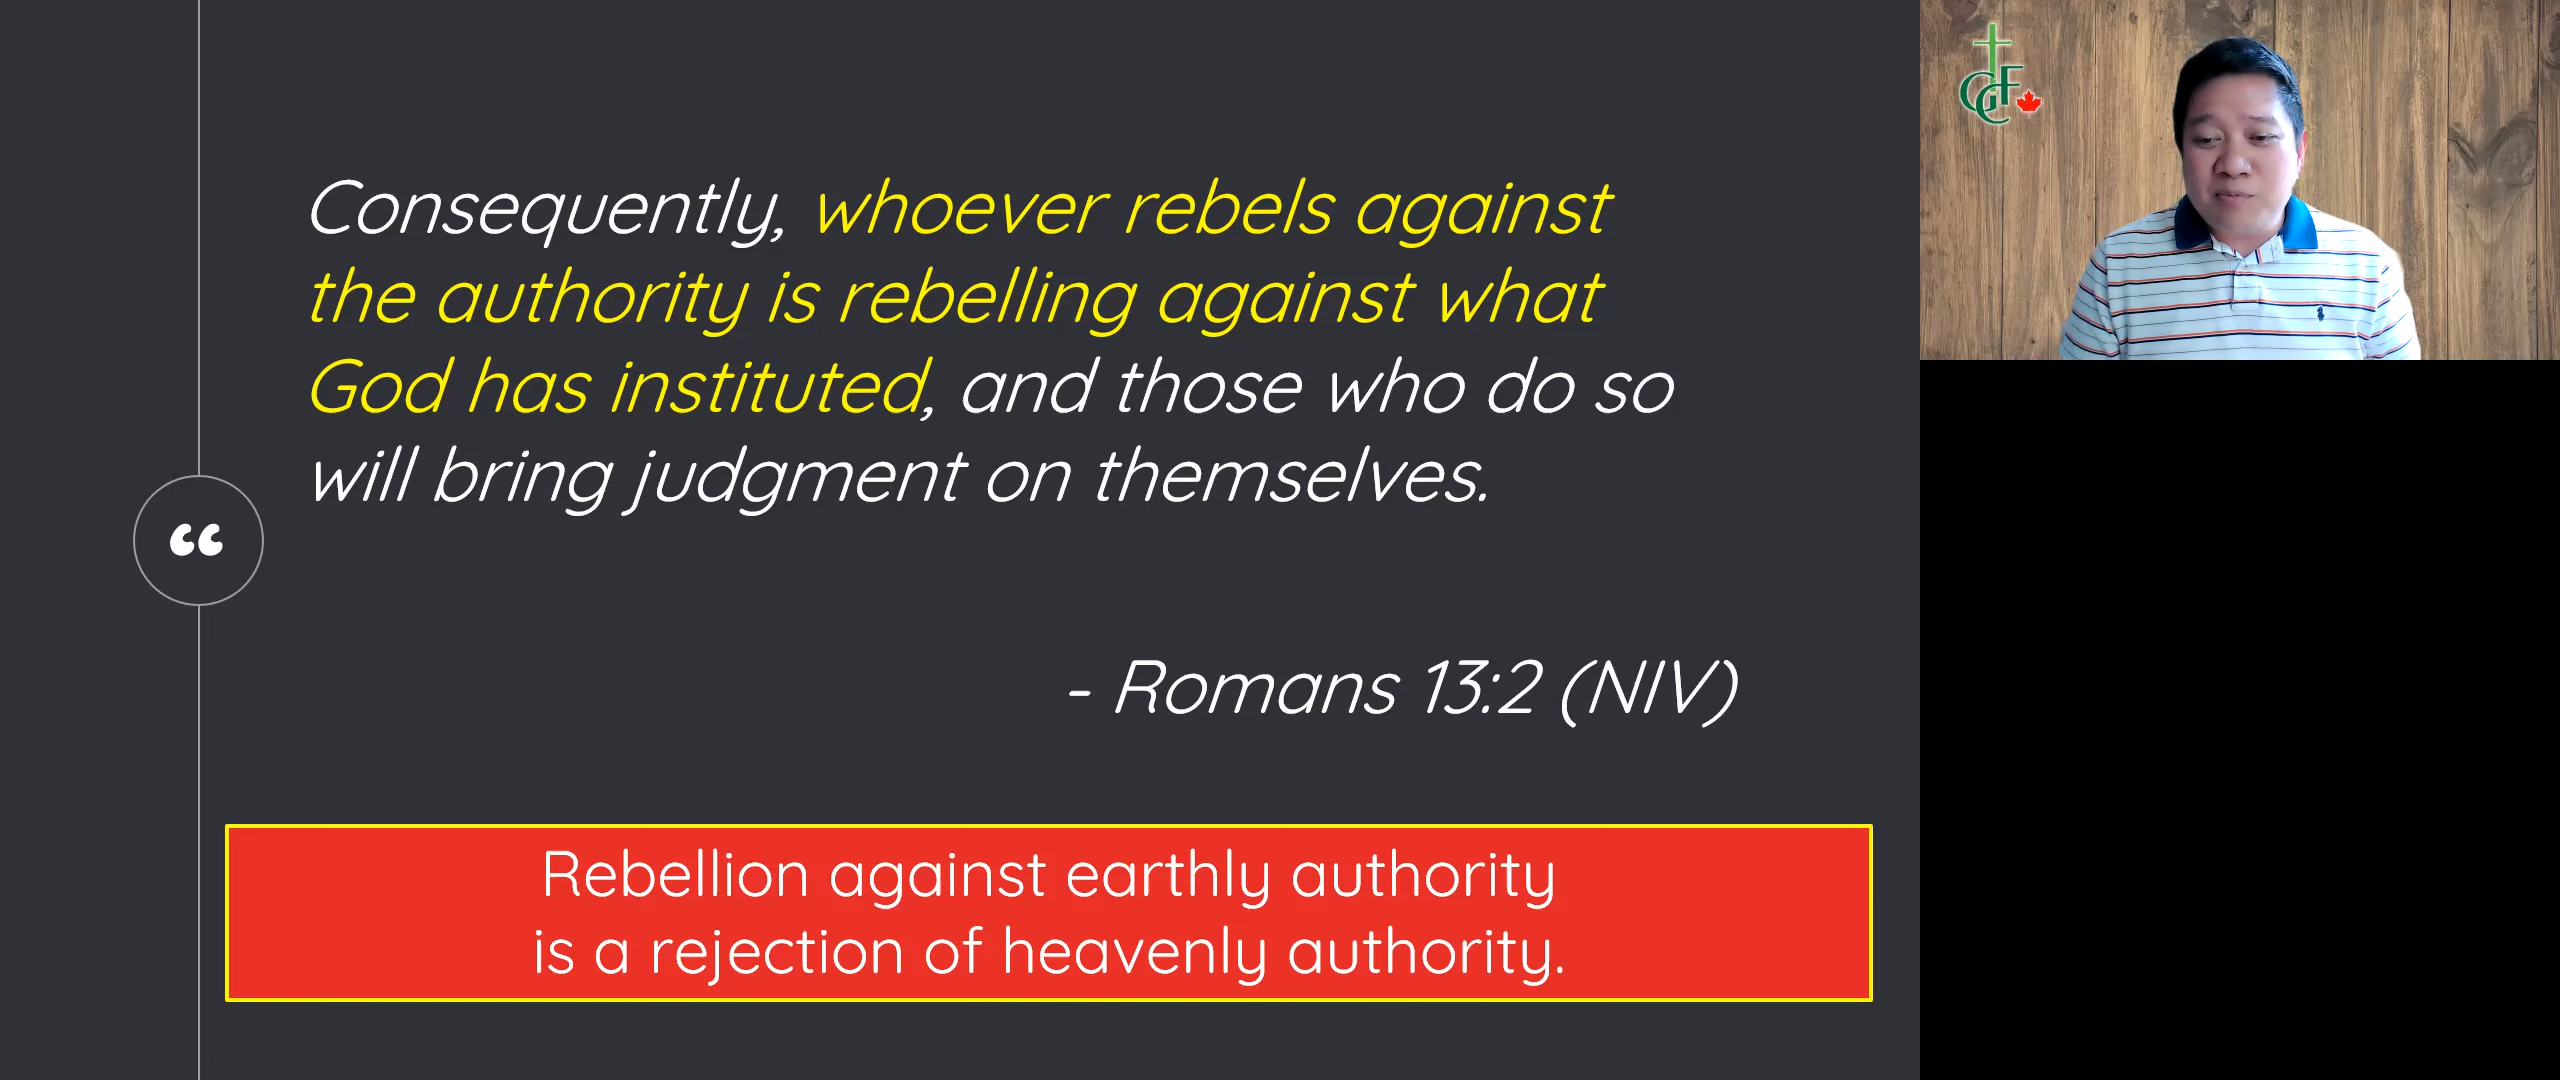 Consequently, whoever rebels against
the authority is rebelling against what
God has instituted, and those who do so
will bring judgment on themselves.
“
- Romans 13:2 (NIV)
Rebellion against earthly authority
is a rejection of heavenly authority.
GCF